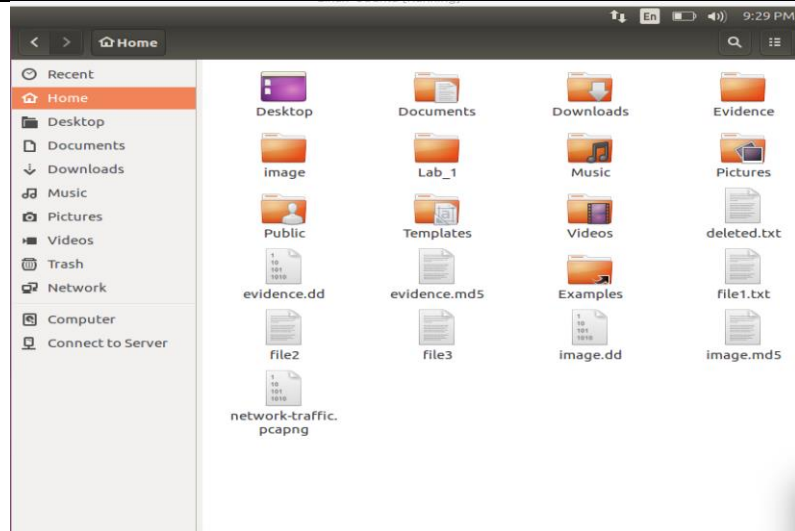 En 9:29 PM
Home
Recent
Home
Desktop
Documents
Downloads
Music
Pictures
Videos
Trash
Network
Computer
Connect to Server
Desktop Documents Downloads Evidence
image Lab_1 Music Pictures
Public Templates Videos deleted.txt
evidence.dd evidence.md5 Examples file1.txt
file2 file3 image.dd image.md5
network-traffic.
pcapng